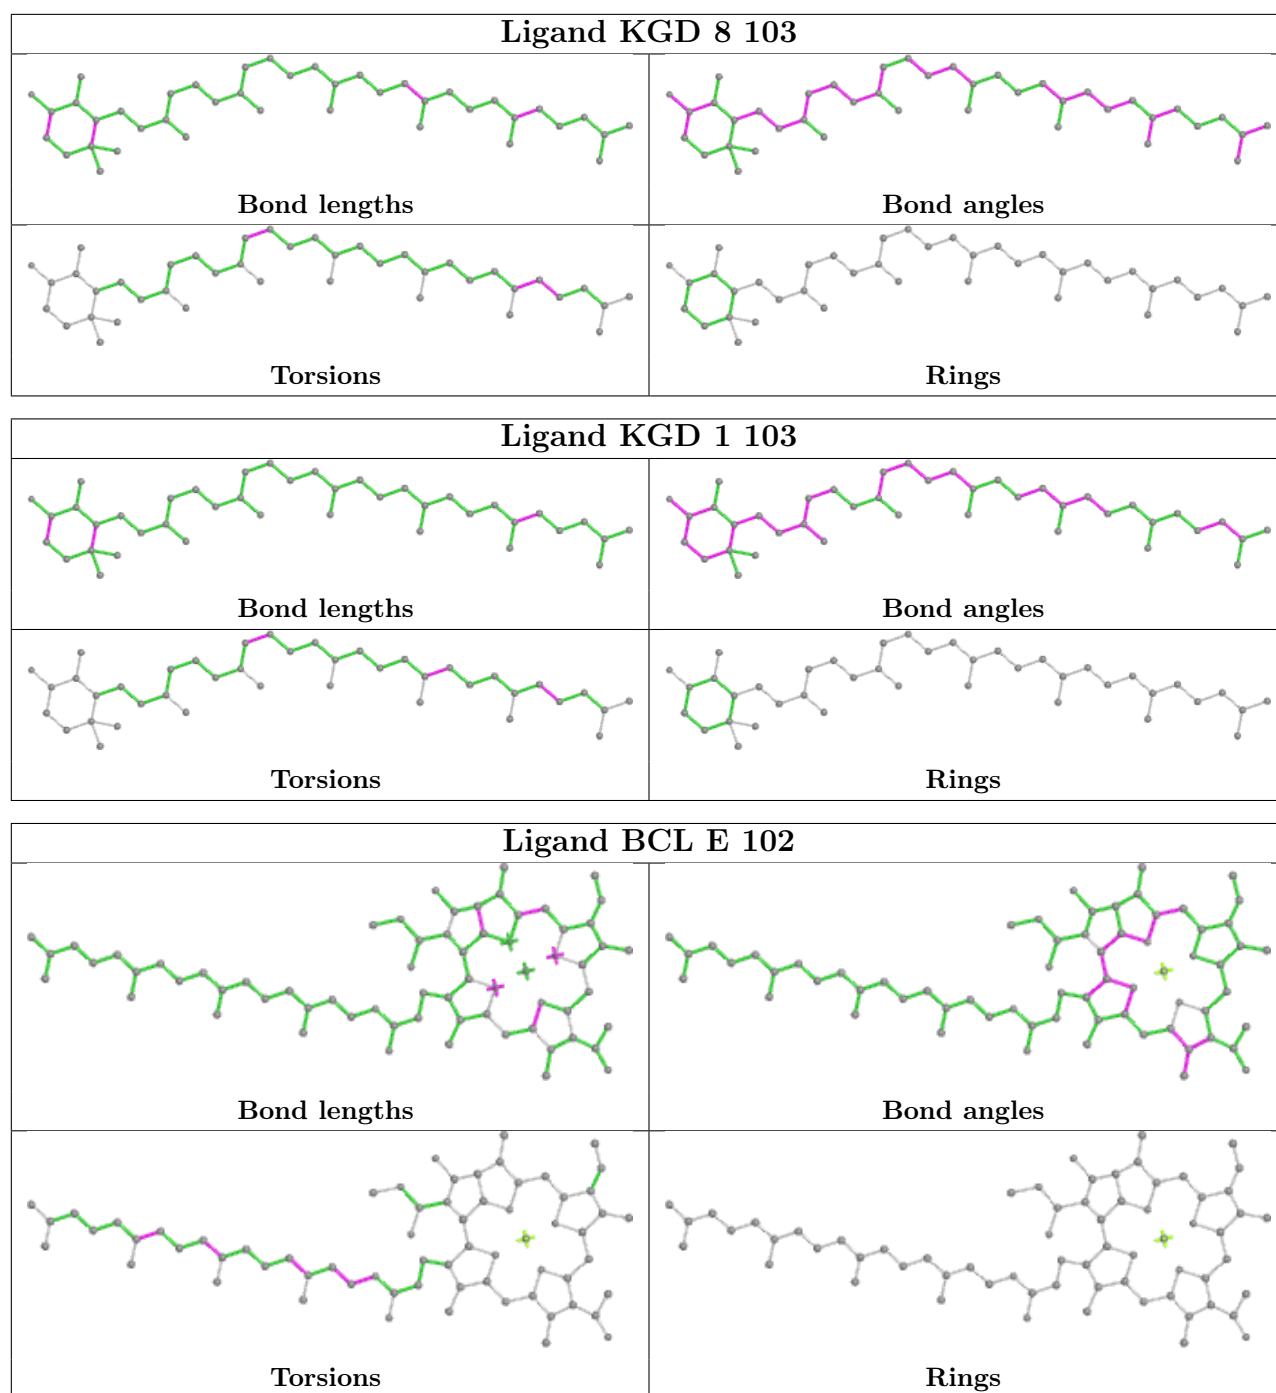 Ligand KGD 8 103
Bond lengths
Bond angles
Torsions
Rings
Ligand KGD 1 103
Bond lengths
Bond angles
Torsions
Rings
Ligand BCL E 102
Bond lengths
Bond angles
Torsions
Rings